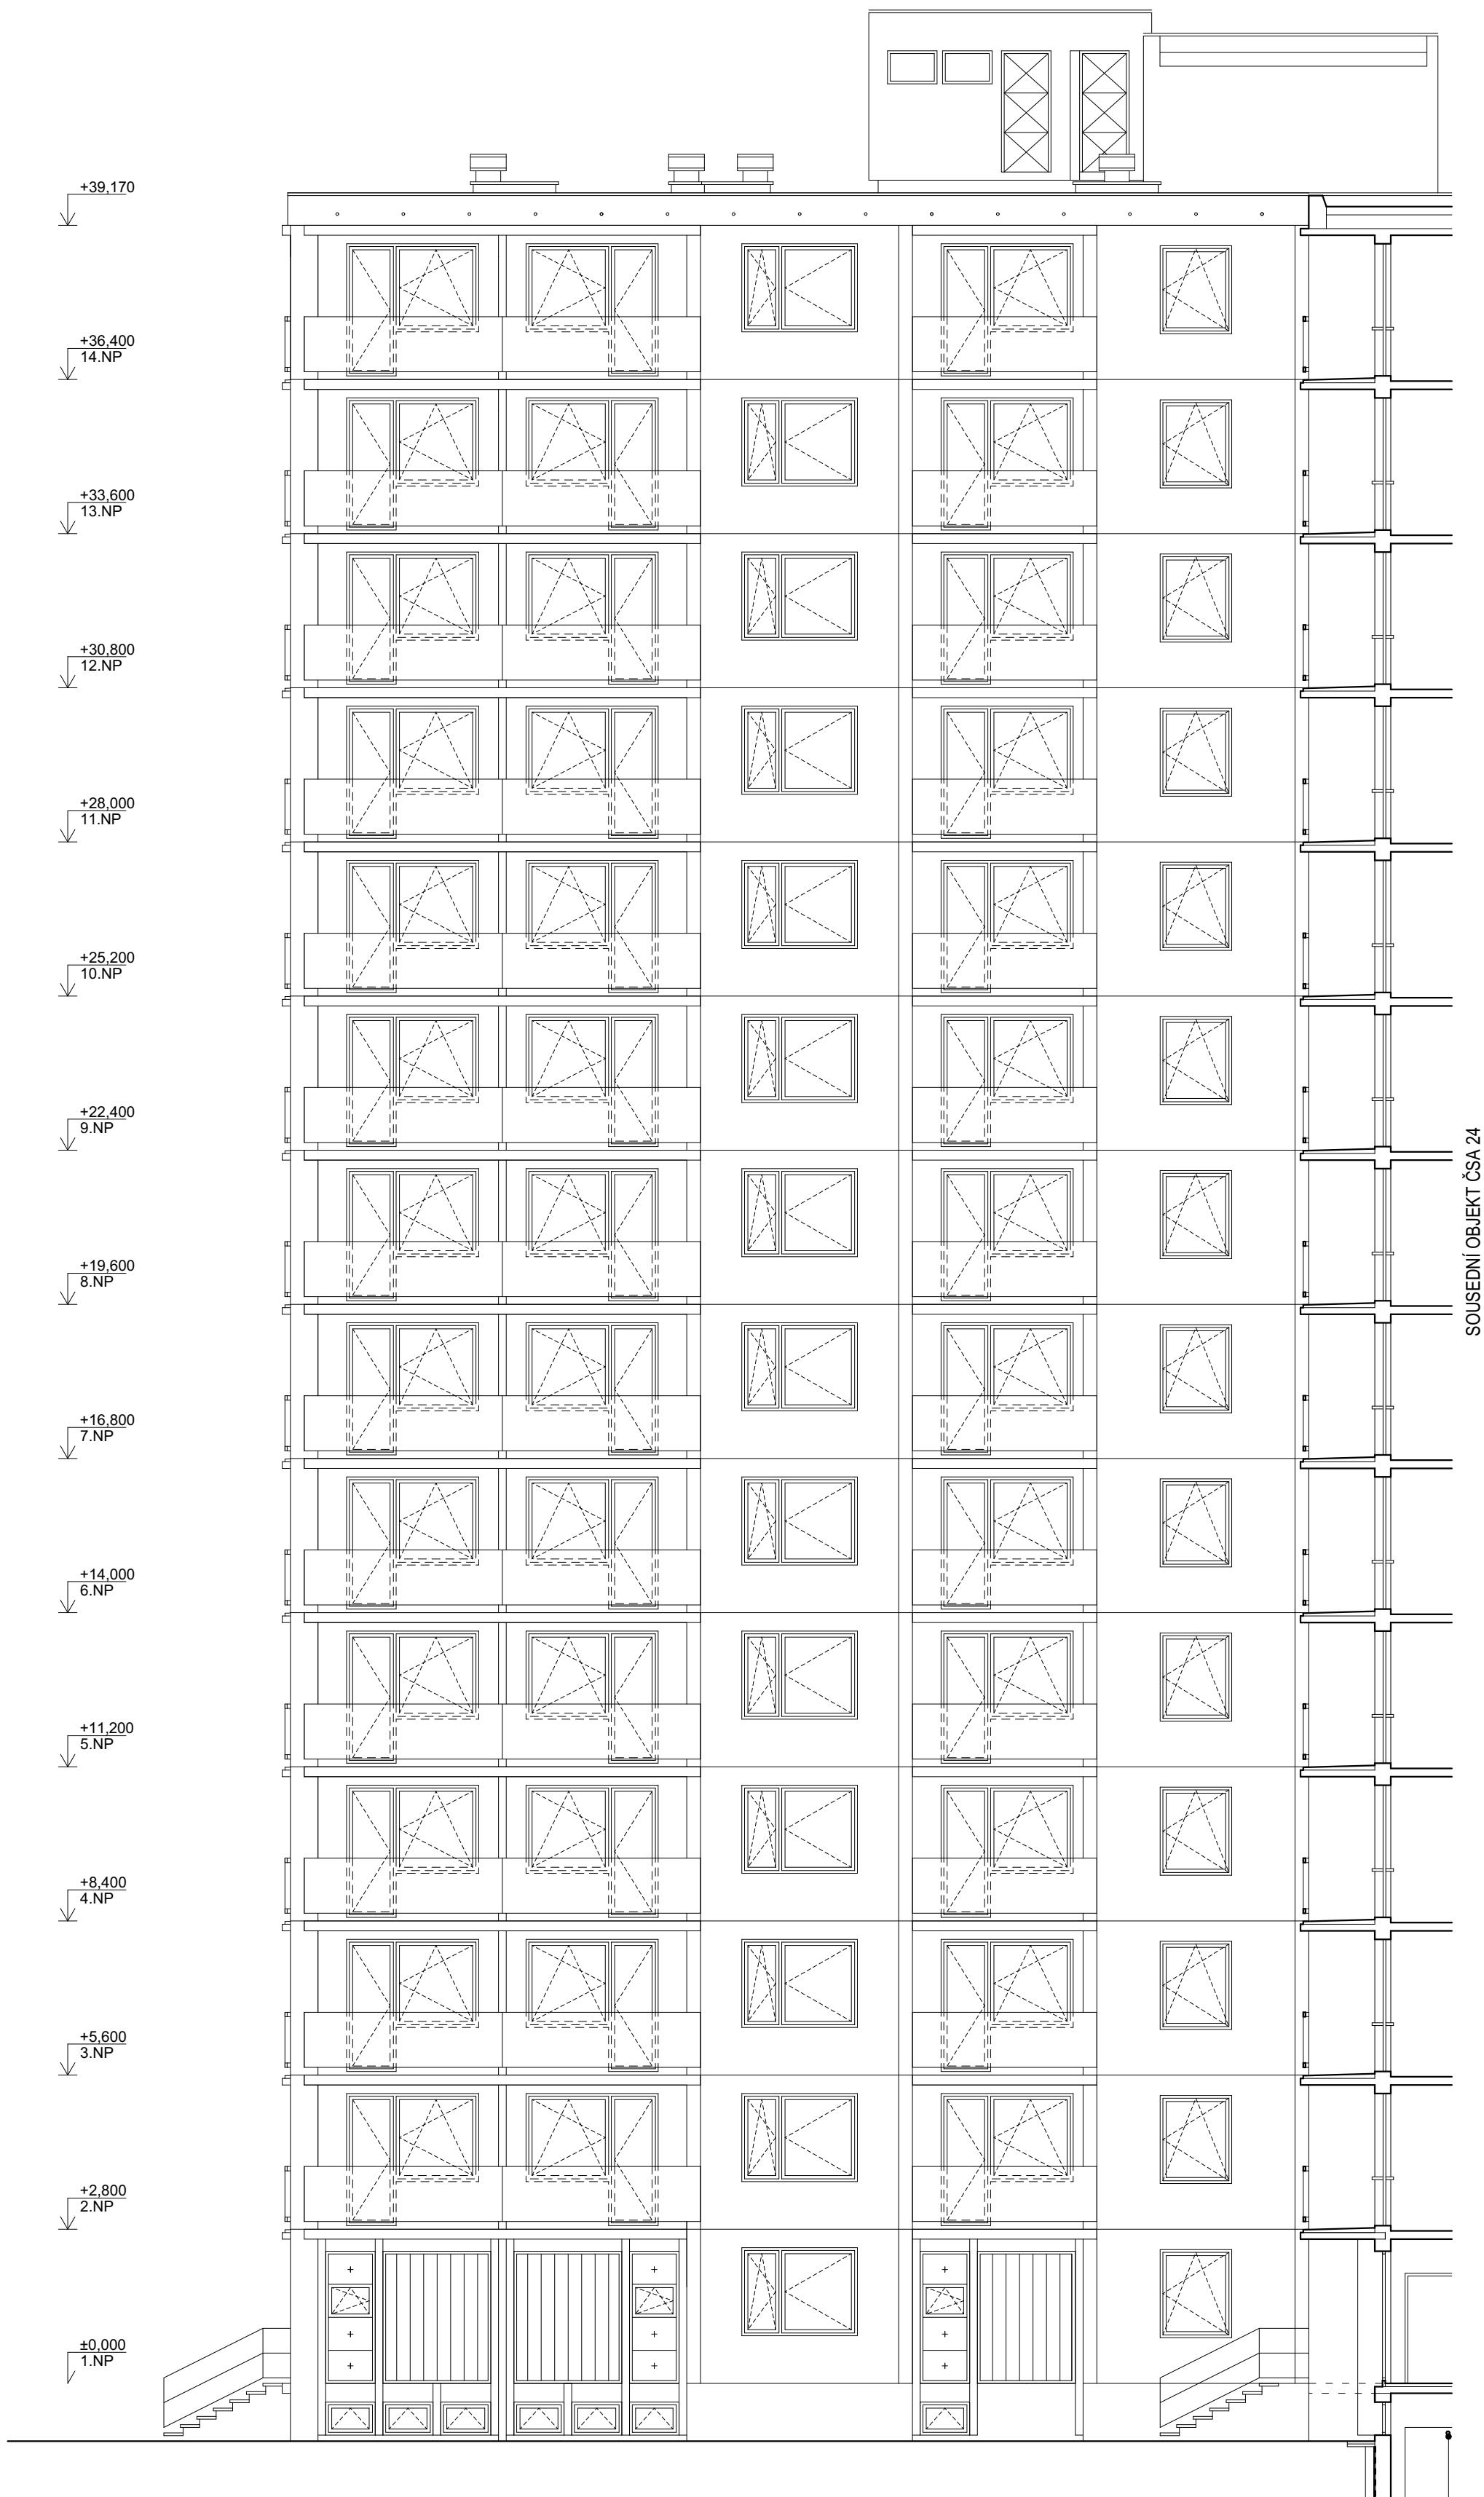 +39,170
+36,400
14.NP
+33,600
13.NP
+30,800
12.NP
+28,000
11.NP
+25,200
10.NP
+22,400
9.NP
+19,600
8.NP
+16,800
7.NP
+14,000
6.NP
+11,200
5.NP
+8,400
4.NP
+5,600
3.NP
+2,800
2.NP
±0,000
1.NP
SOUSEDNÍ OBJEKT ČSA 24